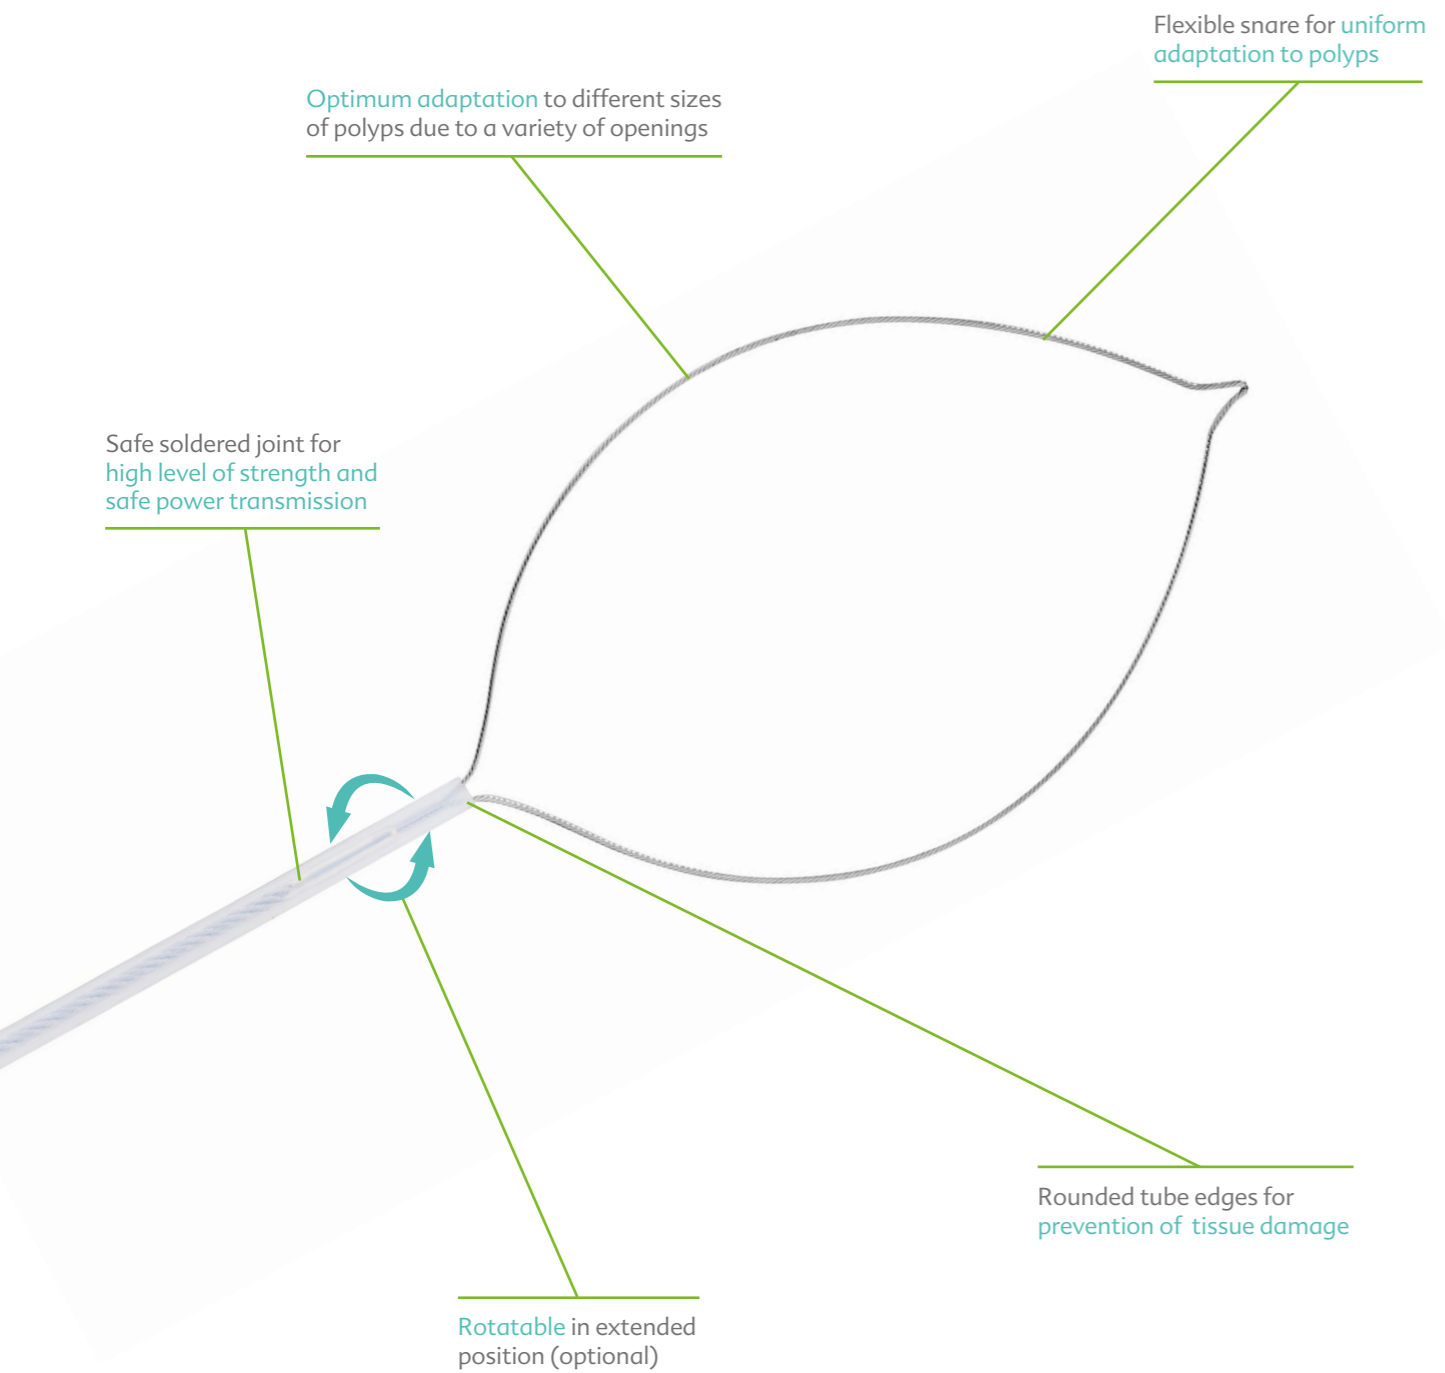 Flexible snare for uniform
adaptation to polyps
Optimum adaptation to different sizes
of polyps due to a variety of openings
Safe soldered joint for
high level of strength and
safe power transmission
Rounded tube edges for
prevention of tissue damage
Rotatable in extended
position (optional)